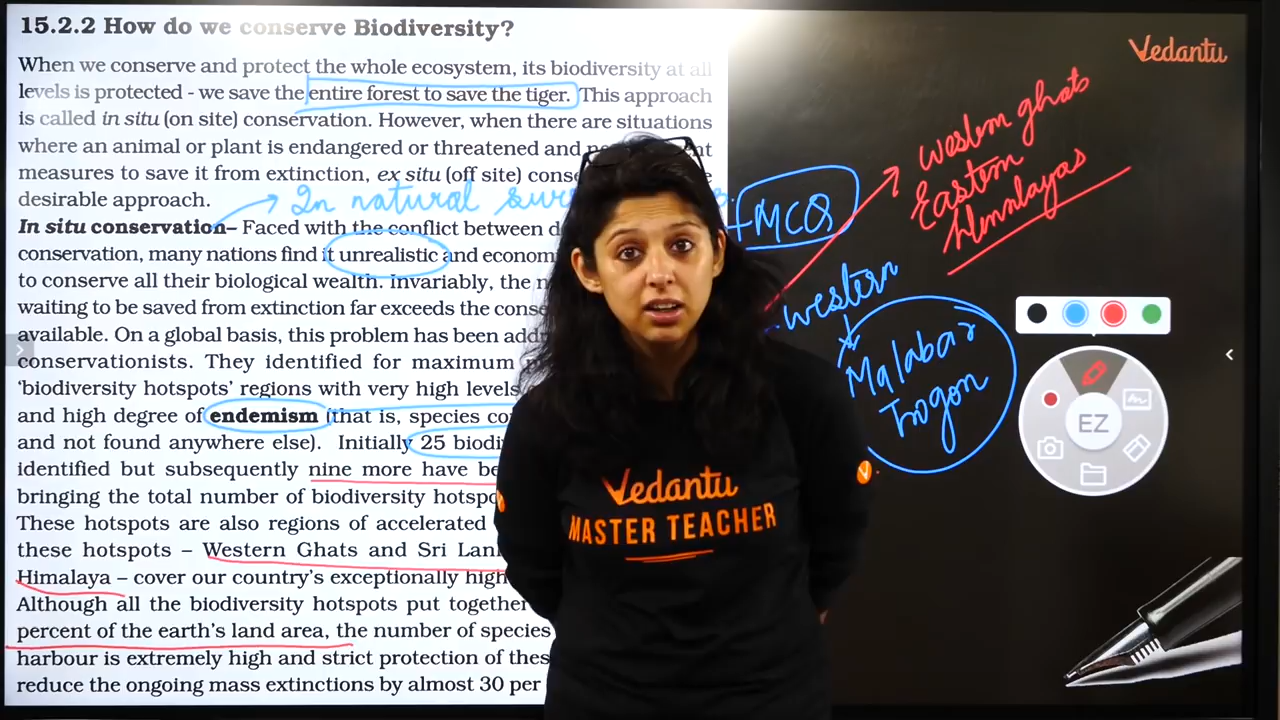 15.2.2 How do we conserve Biodiversity?
When we conserve and protect the whole ecosystem, its biodiversity at all
levels is protected - we save the entire forest to save the tiger. This approach
is called in situ (on site) conservation. However, when there are situations
where an animal or plant is endangered or threatened and
measures to save it from extinction, ex situ (off site)
desirable approach.
In natural
In situ conservation– Faced with the conflict between
conservation, many nations find it unrealistic and
to conserve all their biological wealth. Invariably, the
waiting to be saved from extinction far exceeds the
available. On a global basis, this problem has been
conservationists. They identified for maximum
‘biodiversity hotspots’ regions with very high levels
and high degree of endemism (that is, species
and not found anywhere else). Initially 25
identified but subsequently nine more have
bringing the total number of biodiversity
These hotspots are also regions of accelerated
these hotspots – Western Ghats and Sri
Himalaya – cover our country’s exceptionally high
Although all the biodiversity hotspots put together
percent of the earth’s land area, the number of species
harbour is extremely high and strict protection of
reduce the ongoing mass extinctions by almost 30 per
Vedantu
western ghats
Eastern
Himnlayas
MCQ
western
Malabar
Trogon
EZ
V
Vedantu
MASTER TEACHER